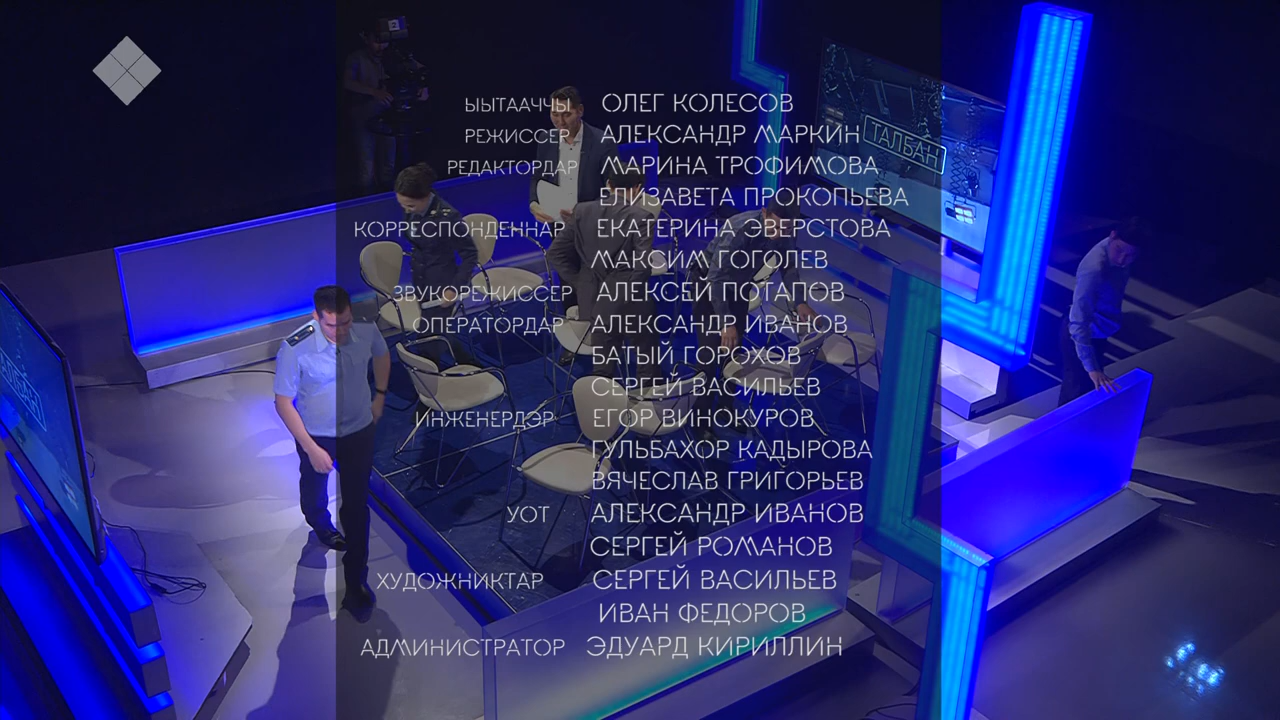 ЫЫТААЧЧЫ ОЛЕГ КОЛЕСОВ
РЕЖИССЕР АЛЕКСАНДР МАРКИН
РЕДАКТОРДАР МАРИНА ТРОФИМОВА
ЕЛИЗАВЕТА ПРОКОПЬЕВА
КОРРЕСПОНДЕННАР ЕКАТЕРИНА ЭВЕРСТОВА
МАКСИМ ГОГОЛЕВ
ЗВУКОРЕЖИССЕР АЛЕКСЕЙ ПОТАПОВ
ОПЕРАТОРДАР АЛЕКСАНДР ИВАНОВ
БАТЫЙ ГОРОХОВ
СЕРГЕЙ ВАСИЛЬЕВ
ИНЖЕНЕРДЭР ЕГОР ВИНОКУРОВ
ГУЛЬБАХОР КАДЫРОВА
ВЯЧЕСЛАВ ГРИГОРЬЕВ
УОТ АЛЕКСАНДР ИВАНОВ
СЕРГЕЙ РОМАНОВ
ХУДОЖНИКТАР СЕРГЕЙ ВАСИЛЬЕВ
ИВАН ФЕДОРОВ
АДМИНИСТРАТОР ЭДУАРД КИРИЛЛИН
ТАЛБАН